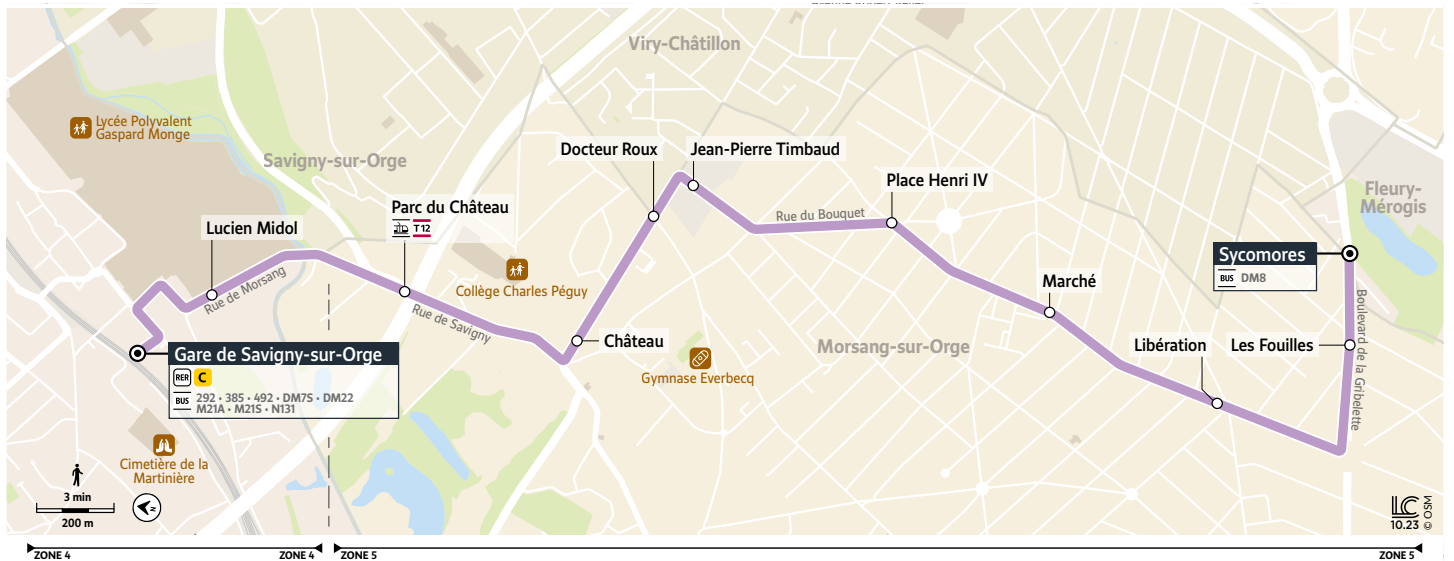 Viry-Châtillon
Lycée Polyvalent
Gaspard Monge
Savigny-sur-Orge
Docteur Roux
Jean-Pierre Timbaud
Place Henri IV
Fleury-
Mérogis
Parc du Château
T12
Lucien Midol
Rue du Bouquet
Sycomores
BUS DM8
Rue de Morsang
Collège Charles Péguy
Marché
Rue de Savigny
Boulevard de la Gribelette
Château
Libération
Les Fouilles
Gare de Savigny-sur-Orge
RER C
BUS 292 • 385 • 492 • DM7S • DM22
M21A • M21S • N131
Morsang-sur-Orge
Gymnase Everbecq
Cimetière de la
Martinière
3 min
200 m
N
LC
10.23
© OSM
ZONE 4
ZONE 4
ZONE 5
ZONE 5